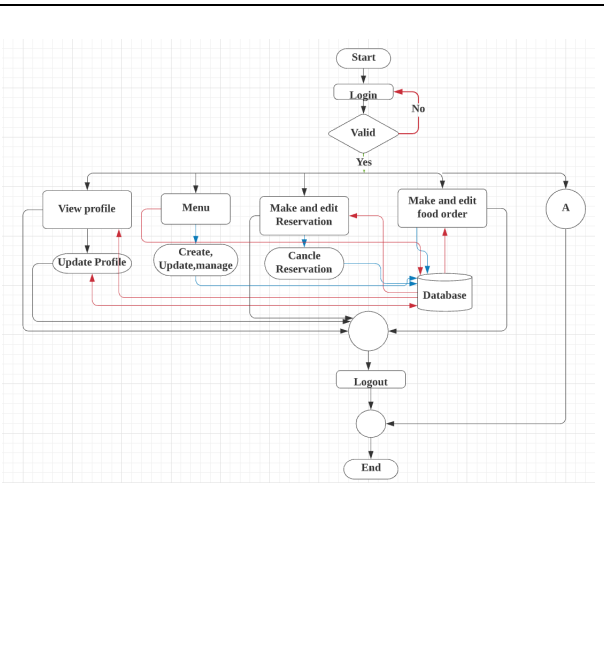 Start
Login
No
Valid
Yes
View profile
Menu
Make and edit
Reservation
Make and edit
food order
A
Update Profile
Create,
Update,manage
Cancle
Reservation
Database
Logout
End